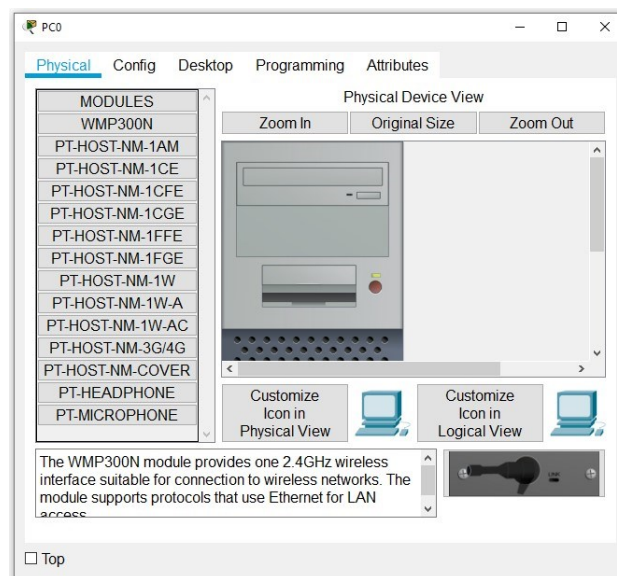 PC0
Physical Config Desktop Programming Attributes
MODULES
WMP300N
PT-HOST-NM-1AM
PT-HOST-NM-1CE
PT-HOST-NM-1CFE
PT-HOST-NM-1CGE
PT-HOST-NM-1FFE
PT-HOST-NM-1FGE
PT-HOST-NM-1W
PT-HOST-NM-1W-A
PT-HOST-NM-1W-AC
PT-HOST-NM-3G/4G
PT-HOST-NM-COVER
PT-HEADPHONE
PT-MICROPHONE
Physical Device View
Zoom In Original Size Zoom Out
Customize
Icon in
Physical View
Customize
Icon in
Logical View
The WMP300N module provides one 2.4GHz wireless
interface suitable for connection to wireless networks. The
module supports protocols that use Ethernet for LAN
access
Top